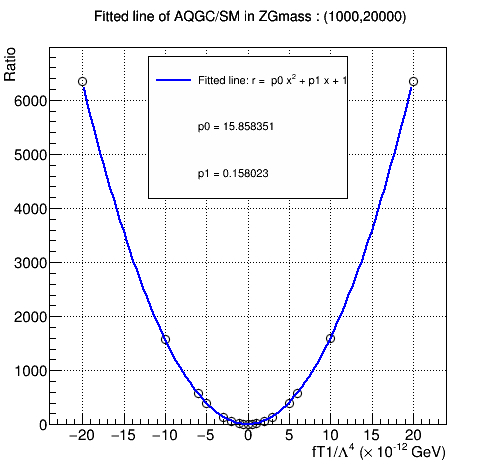 Fitted line of AQGC/SM in ZGmass : (1000,20000)
Ratio
Fitted line: r = p0 x² + p1 x + 1
p0 = 15.858351
p1 = 0.158023
6000
5000
4000
3000
2000
1000
0
−20 −15 −10 −5 0 5 10 15 20
fT1/Λ⁴ (× 10⁻¹² GeV)